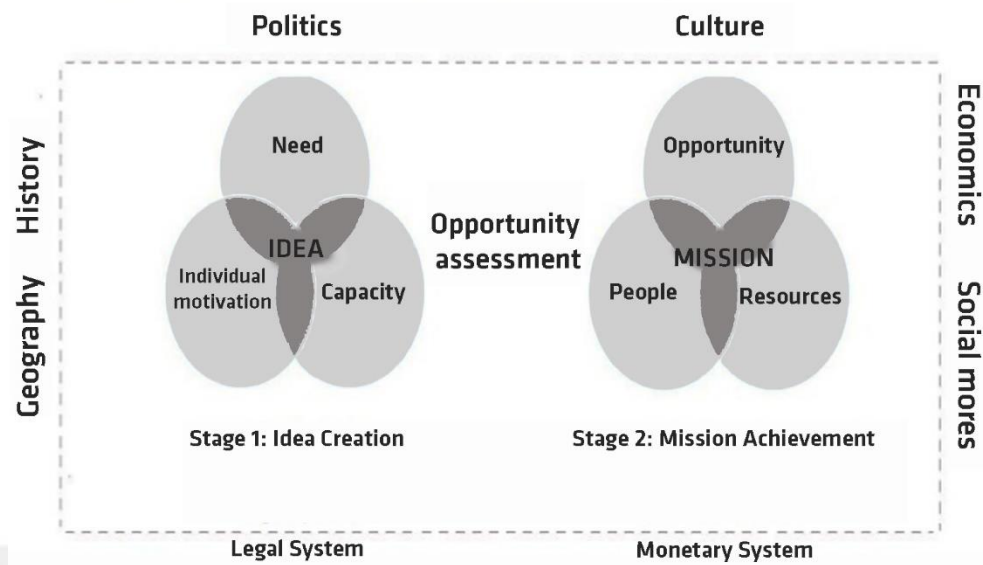 Politics
Culture
History
Geography
Economics
Social mores
Need
IDEA
Individual
motivation
Capacity
Opportunity
assessment
Opportunity
MISSION
People
Resources
Stage 1: Idea Creation
Stage 2: Mission Achievement
Legal System
Monetary System